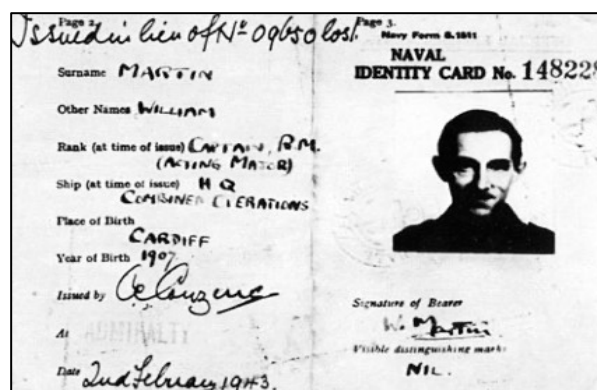 Page 2.
Issued in lieu of No 09650 lost.
Surname MARTIN
Other Names WILLIAM
Rank (at time of issue) CAPTAIN, R.M.
(ACTING MAJOR)
Ship (at time of issue) H Q
COMBINED OPERATIONS
Place of Birth
CARDIFF
Year of Birth 1907
Issued by
At
ADMIRALTY
Date 2nd February 1943.
Page 3.
Navy Form S.1511
NAVAL
IDENTITY CARD No. 148228
Signature of Bearer
W. Martin
Visible distinguishing marks
NIL.